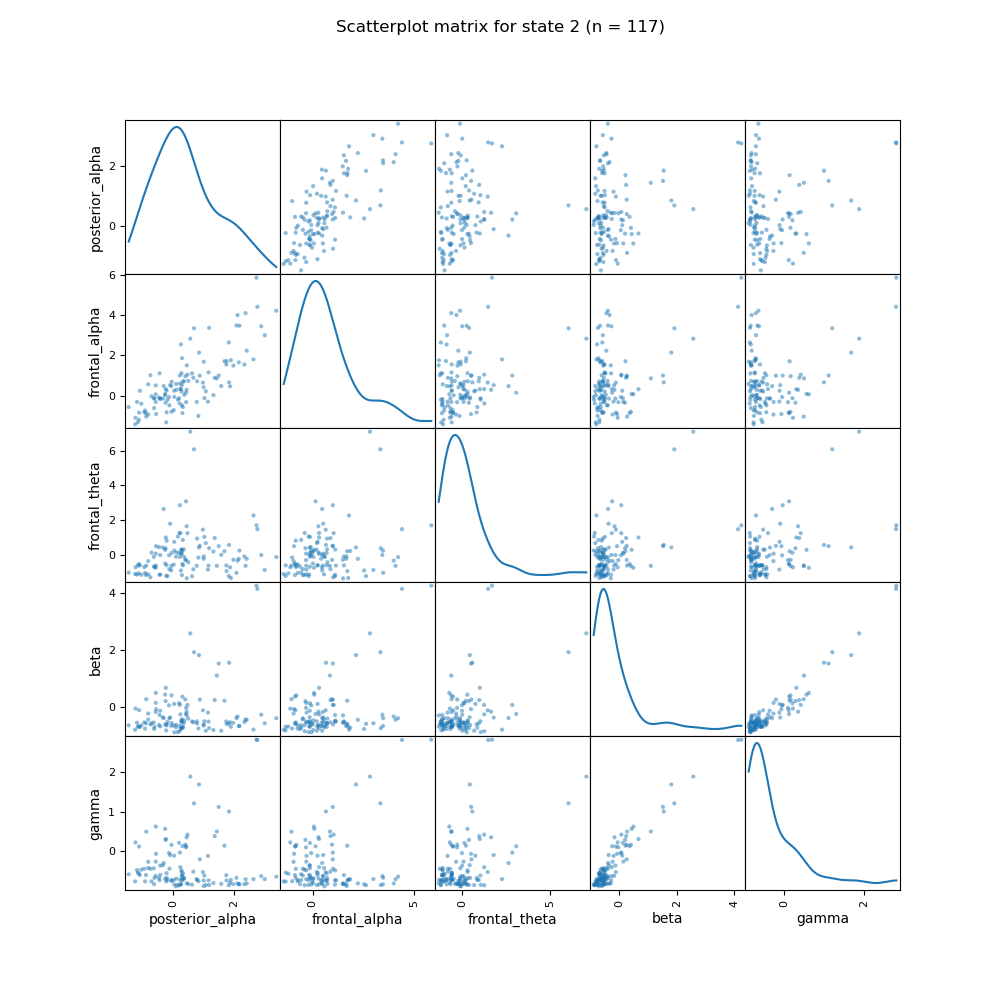 Scatterplot matrix for state 2 (n = 117)
posterior_alpha
2
0
frontal_alpha
6
4
2
0
frontal_theta
6
4
2
0
beta
4
2
0
gamma
2
1
0
0 2 0 5 0 5 0 2 4 0 2
posterior_alpha frontal_alpha frontal_theta beta gamma